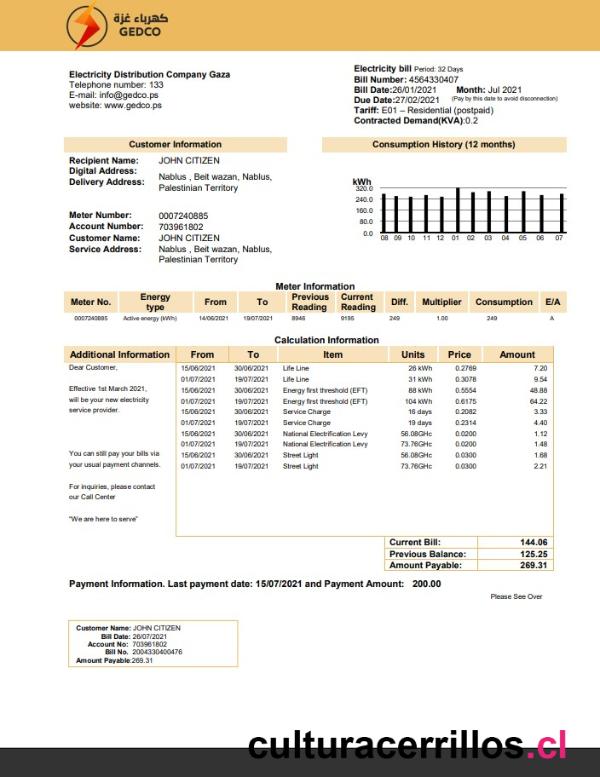 كهرباء غزة
GEDCO
Electricity Distribution Company Gaza
Telephone number: 133
E-mail: info@gedco.ps
website: www.gedco.ps
Electricity bill Period: 32 Days
Bill Number: 4564330407
Bill Date:26/01/2021 Month: Jul 2021
Due Date:27/02/2021 (Pay by this date to avoid disconnection)
Tariff: E01 – Residential (postpaid)
Contracted Demand(KVA):0.2
Customer Information
Recipient Name: JOHN CITIZEN
Digital Address:
Delivery Address: Nablus , Beit wazan, Nablus,
Palestinian Territory
Meter Number: 0007240885
Account Number: 703961802
Customer Name: JOHN CITIZEN
Service Address: Nablus , Beit wazan, Nablus,
Palestinian Territory
Consumption History (12 months)
kWh
320.0
240.0
160.0
80.0
0.0
08 09 10 11 12 01 02 03 04 05 06 07
Meter Information
Meter No. Energy type From To Previous Reading Current Reading Diff. Multiplier Consumption E/A
0007240885 Active energy (kWh) 14/06/2021 19/07/2021 8946 9195 249 1.00 249 A
Calculation Information
Additional Information From To Item Units Price Amount
Dear Customer,
Effective 1st March 2021,
will be your new electricity
service provider.
You can still pay your bills via
your usual payment channels.
For inquiries, please contact
our Call Center
"We are here to serve"
15/06/2021 30/06/2021 Life Line 26 kWh 0.2769 7.20
01/07/2021 19/07/2021 Life Line 31 kWh 0.3078 9.54
15/06/2021 30/06/2021 Energy first threshold (EFT) 88 kWh 0.5554 48.88
01/07/2021 19/07/2021 Energy first threshold (EFT) 104 kWh 0.6175 64.22
15/06/2021 30/06/2021 Service Charge 16 days 0.2082 3.33
01/07/2021 19/07/2021 Service Charge 19 days 0.2314 4.40
15/06/2021 30/06/2021 National Electrification Levy 56.08GHc 0.0200 1.12
01/07/2021 19/07/2021 National Electrification Levy 73.76GHc 0.0200 1.48
15/06/2021 30/06/2021 Street Light 56.08GHc 0.0300 1.68
01/07/2021 19/07/2021 Street Light 73.76GHc 0.0300 2.21
Current Bill: 144.06
Previous Balance: 125.25
Amount Payable: 269.31
Payment Information. Last payment date: 15/07/2021 and Payment Amount: 200.00
Please See Over
Customer Name: JOHN CITIZEN
Bill Date: 26/07/2021
Account No: 703961802
Bill No. 2004330400476
Amount Payable:269.31
culturacerrillos.cl